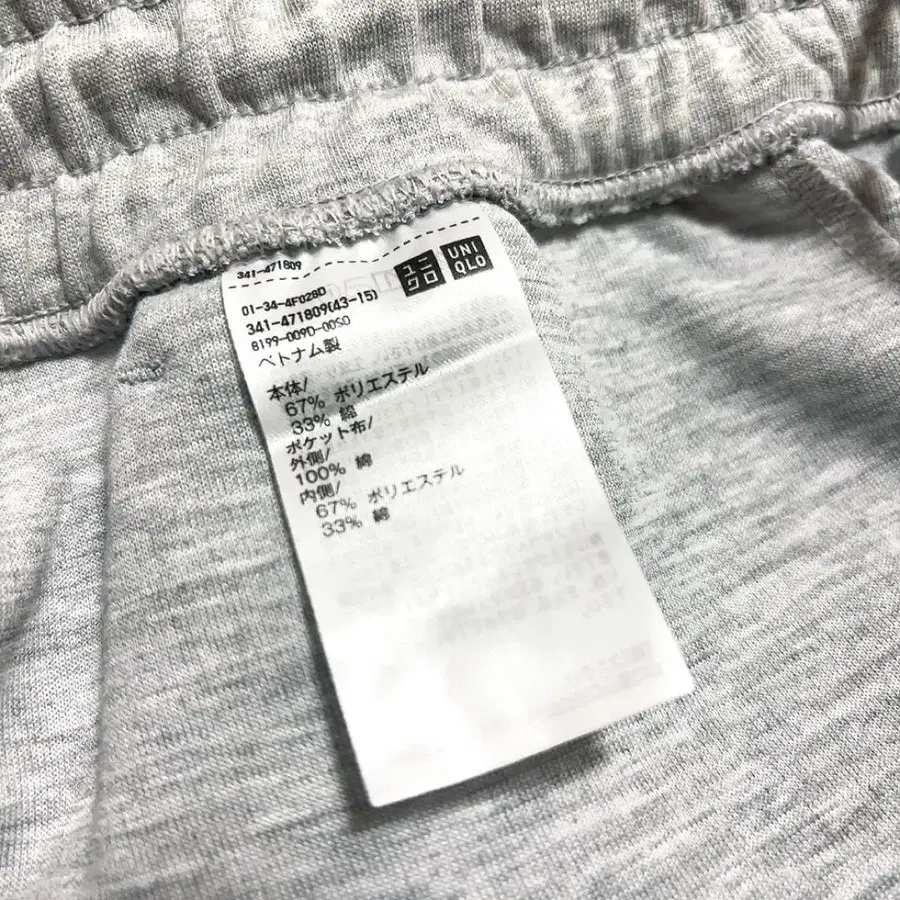 341-471809
ユニ
クロ
UNI
QLO
01-34-4F028D
341-471809(43-15)
8199-009D-00S0
ベトナム製
本体/
67% ポリエステル
33% 綿
ポケット布/
外側/
100% 綿
内側/
67% ポリエステル
33% 綿